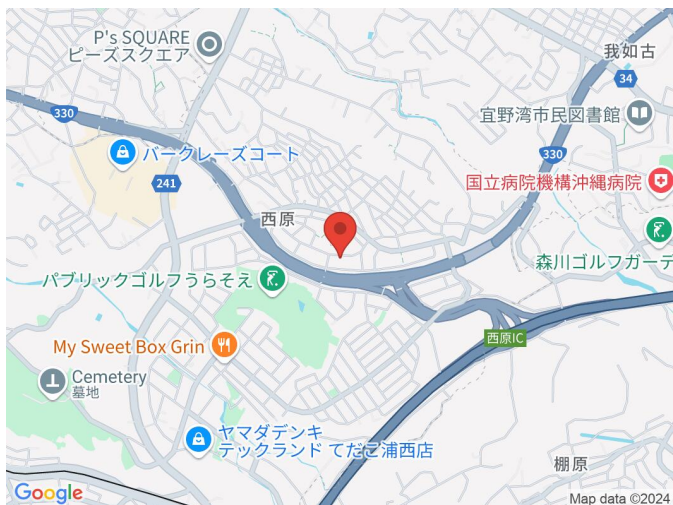 P's SQUARE
ピーズスクエア
我如古
34
330
宜野湾市民図書館
バークレーズコート
330
241
国立病院機構沖縄病院
西原
森川ゴルフガーデ
パブリックゴルフうらそえ
西原IC
My Sweet Box Grin
Cemetery
墓地
ヤマダデンキ
テックランド てだこ浦西店
棚原
Google
Map data ©2024